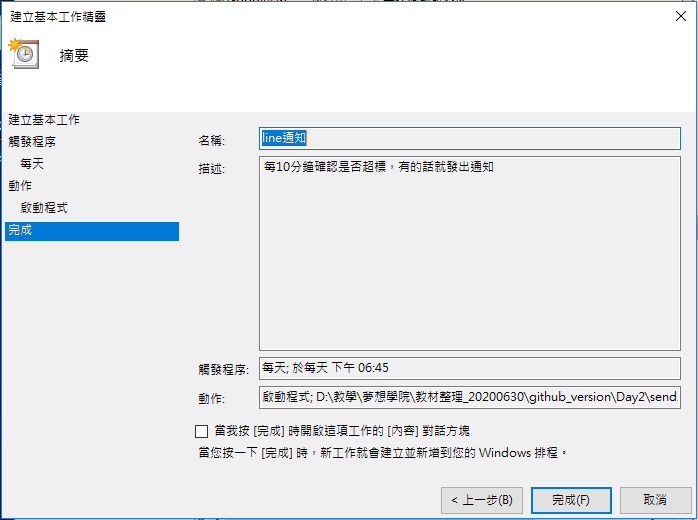 建立基本工作精靈
摘要
建立基本工作
觸發程序
每天
動作
啟動程式
完成
名稱:
line通知
描述:
每10分鐘確認是否超標，有的話就發出通知
觸發程序:
每天; 於每天 下午 06:45
動作:
啟動程式; D:\教學\夢想學院\教材整理_20200630\github_version\Day2\send
當我按 [完成] 時開啟這項工作的 [內容] 對話方塊
當您按一下 [完成] 時，新工作就會建立並新增到您的 Windows 排程。
< 上一步(B)
完成(F)
取消